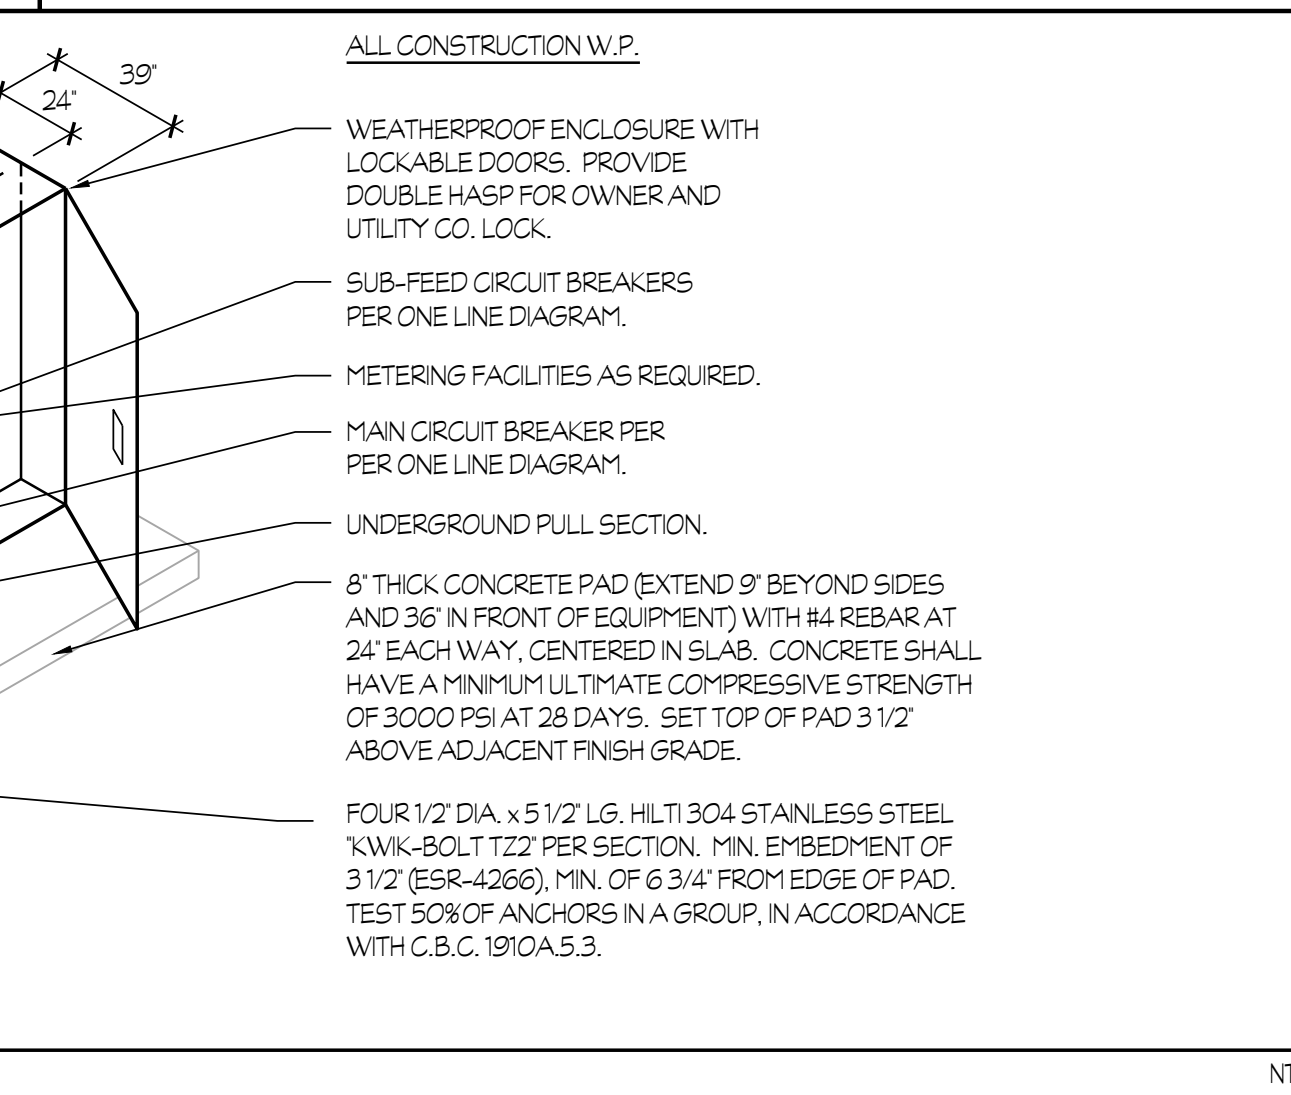 39"
24"
ALL CONSTRUCTION W.P.
WEATHERPROOF ENCLOSURE WITH
LOCKABLE DOORS. PROVIDE
DOUBLE HASP FOR OWNER AND
UTILITY CO. LOCK.
SUB-FEED CIRCUIT BREAKERS
PER ONE LINE DIAGRAM.
METERING FACILITIES AS REQUIRED.
MAIN CIRCUIT BREAKER PER
PER ONE LINE DIAGRAM.
UNDERGROUND PULL SECTION.
8" THICK CONCRETE PAD (EXTEND 9" BEYOND SIDES
AND 36" IN FRONT OF EQUIPMENT) WITH #4 REBAR AT
24" EACH WAY, CENTERED IN SLAB. CONCRETE SHALL
HAVE A MINIMUM ULTIMATE COMPRESSIVE STRENGTH
OF 3000 PSI AT 28 DAYS. SET TOP OF PAD 3 1/2"
ABOVE ADJACENT FINISH GRADE.
FOUR 1/2" DIA. x 5 1/2" LG. HILTI 304 STAINLESS STEEL
"KWIK-BOLT TZ2" PER SECTION. MIN. EMBEDMENT OF
3 1/2" (ESR-4266), MIN. OF 6 3/4" FROM EDGE OF PAD.
TEST 50% OF ANCHORS IN A GROUP, IN ACCORDANCE
WITH C.B.C. 1910A.5.3.